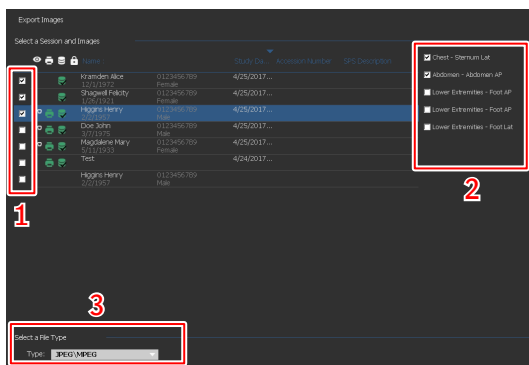 Export Images
Select a Session and Images
Name
Study Da... Accession Number SPS Description
Kramden Alice 0123456789 4/25/2017...
12/1/1972 Female
Shagwell Felicity 0123456789 4/25/2017...
1/26/1921 Female
Higgins Henry 0123456789 4/25/2017...
2/2/1957 Male
Doe John 0123456789 4/25/2017...
3/7/1975 Male
Magdalene Mary 0123456789 4/25/2017...
5/11/1933 Female
Test 4/24/2017...
Higgins Henry 0123456789
2/2/1957 Male
1
Chest - Sternum Lat
Abdomen - Abdomen AP
Lower Extremities - Foot AP
Lower Extremities - Foot AP
Lower Extremities - Foot Lat
2
3
Select a File Type
Type: JPEG\MPEG